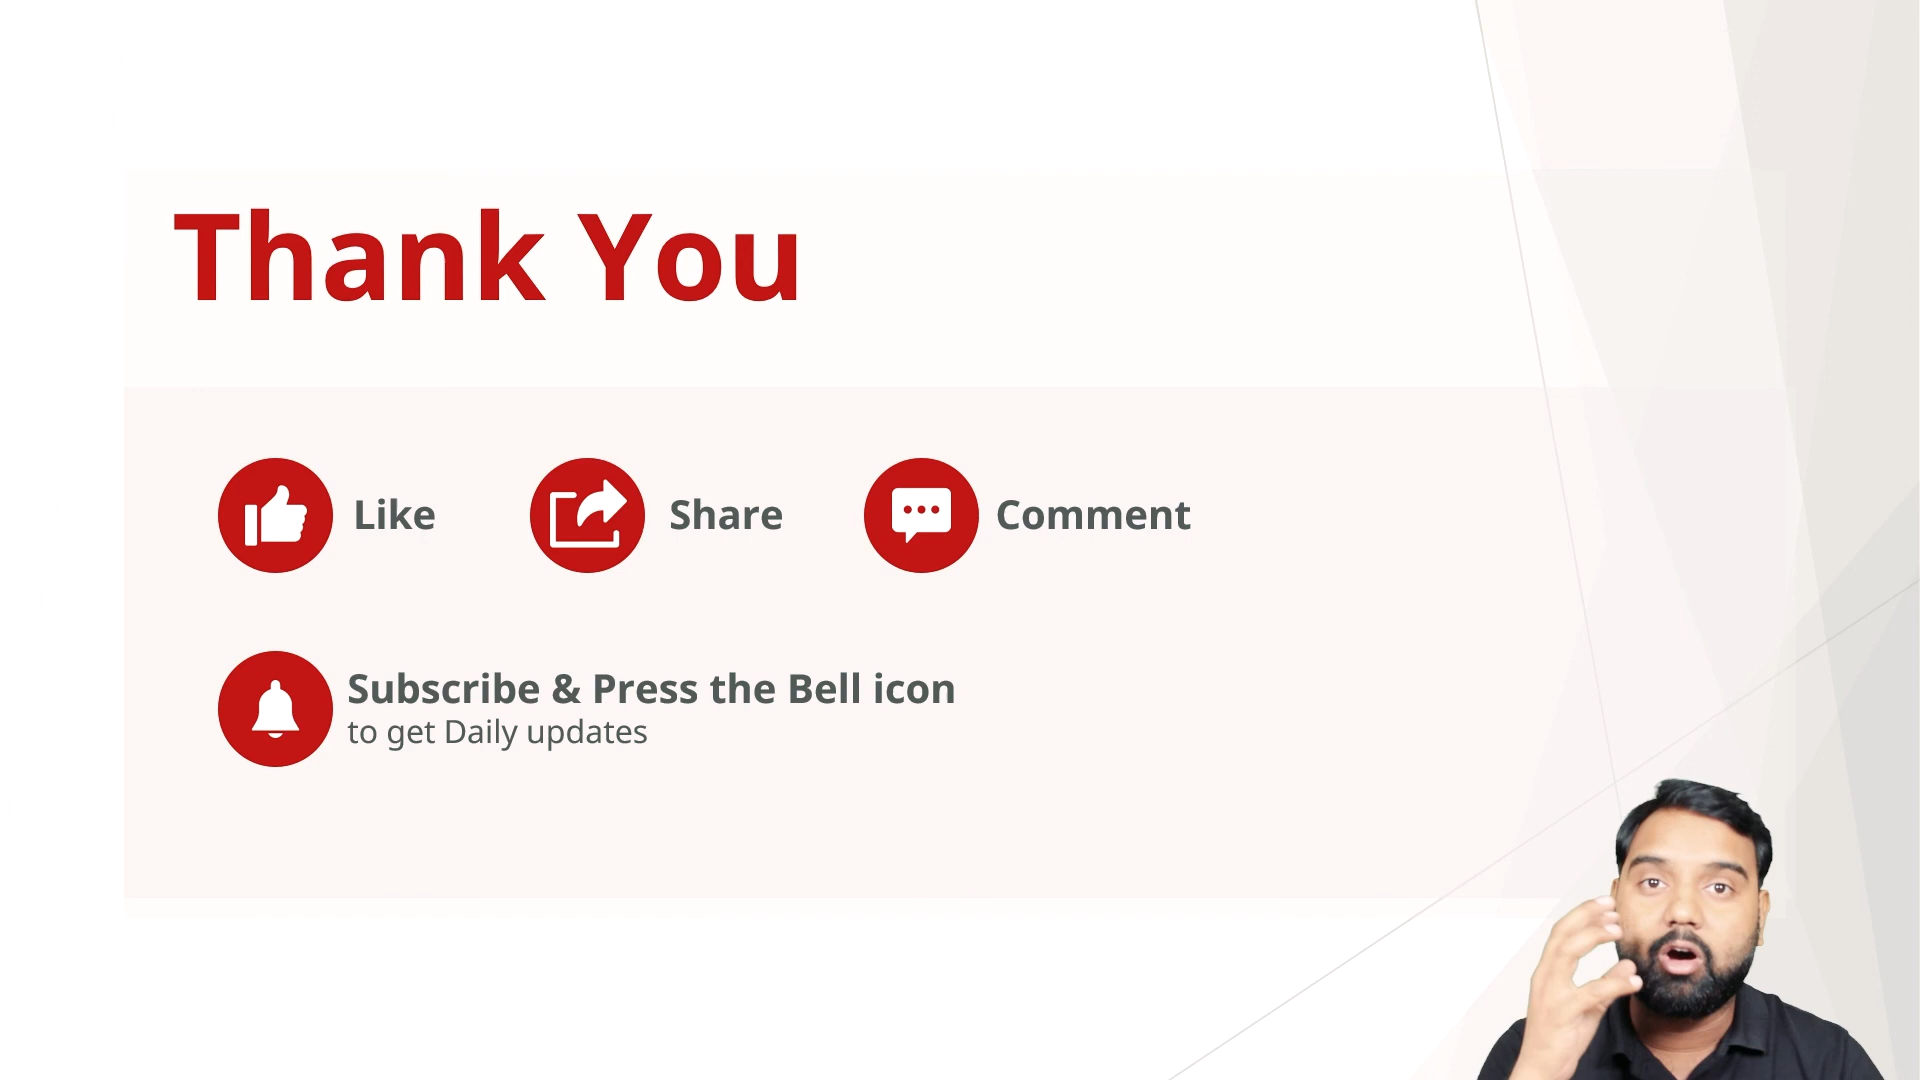 Thank You
Like
Share
Comment
Subscribe & Press the Bell icon
to get Daily updates